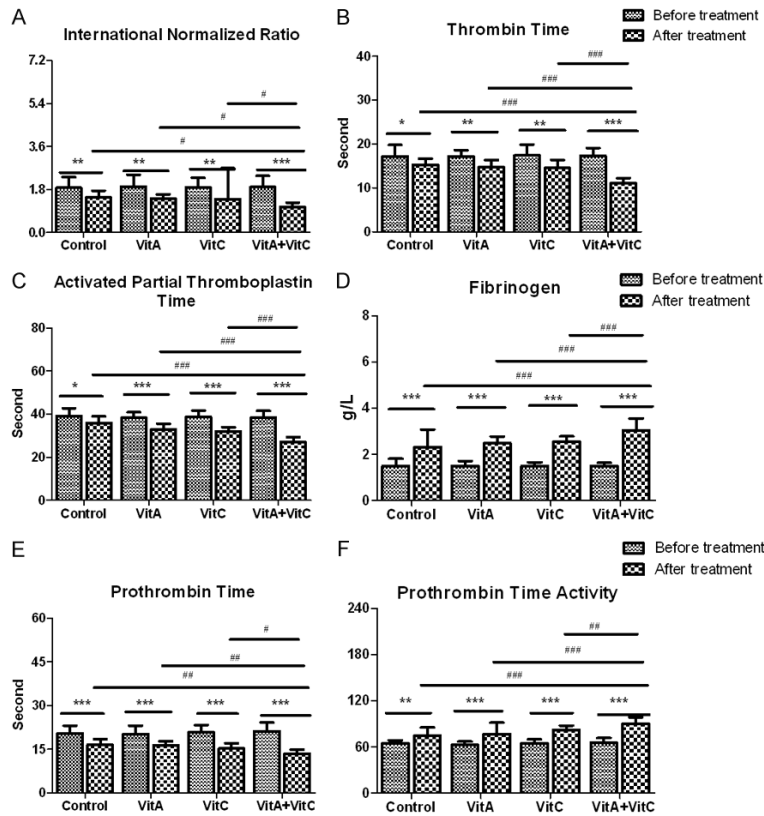 A
International Normalized Ratio
7.2
5.4
3.6
1.8
0.0
#
#
#
**
**
**
***
Control
VitA
VitC
VitA+VitC
B
Thrombin Time
Before treatment
After treatment
Second
40
30
20
10
0
###
###
###
*
**
**
***
Control
VitA
VitC
VitA+VitC
C
Activated Partial Thromboplastin
Time
Second
80
60
40
20
0
###
###
###
*
***
***
***
Control
VitA
VitC
VitA+VitC
D
Fibrinogen
Before treatment
After treatment
g/L
8
6
4
2
0
###
###
###
***
***
***
***
Control
VitA
VitC
VitA+VitC
E
Prothrombin Time
Second
60
45
30
15
0
#
##
##
***
***
***
***
Control
VitA
VitC
VitA+VitC
F
Prothrombin Time Activity
Before treatment
After treatment
240
180
120
60
0
##
###
###
**
***
***
***
Control
VitA
VitC
VitA+VitC